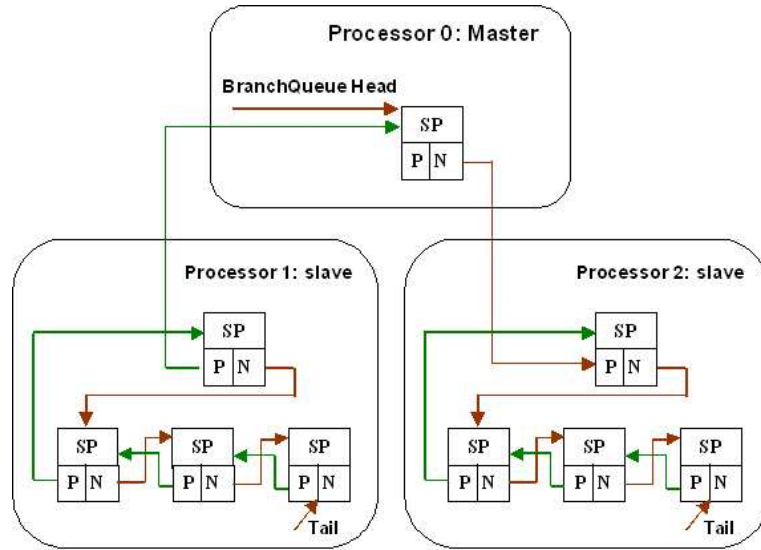 Processor 0: Master
BranchQueue Head
SP
P N
Processor 1: slave
SP
P N
SP SP SP
P N P N P N
Tail
Processor 2: slave
SP
P N
SP SP SP
P N P N P N
Tail